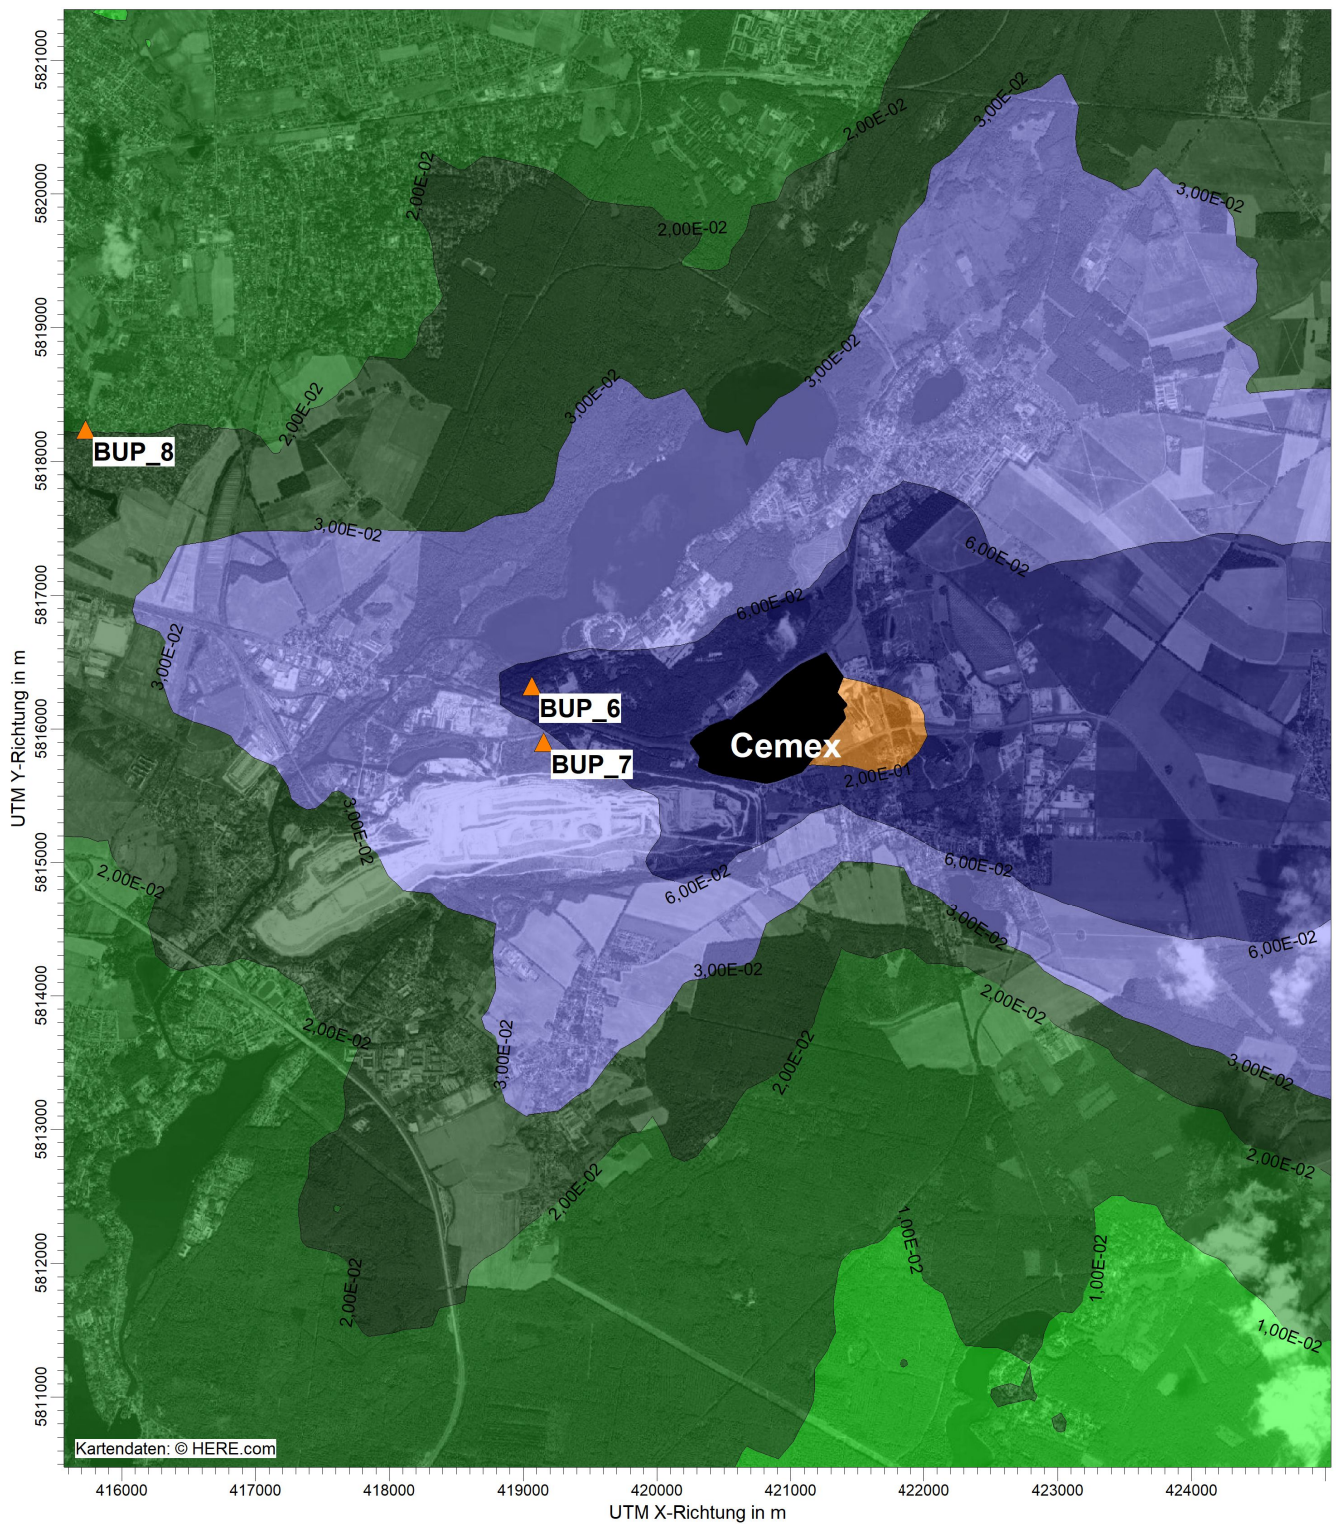 5821000
3,00E-02
2,00E-02
2,00E-02
3,00E-02
5820000
2,00E-02
5819000
3,00E-02
3,00E-02
2,00E-02
BUP_8
5818000
3,00E-02
6,00E-02
5817000
6,00E-02
3,00E-02
BUP_6
5816000
Cemex
BUP_7
2,00E-01
3,00E-02
5815000
6,00E-02
2,00E-02
6,00E-02
3,00E-02
6,00E-02
3,00E-02
5814000
2,00E-02
2,00E-02
3,00E-02
2,00E-02
3,00E-02
5813000
2,00E-02
2,00E-02
1,00E-02
1,00E-02
5812000
2,00E-02
1,00E-02
5811000
Kartendaten: © HERE.com
UTM Y-Richtung in m
416000 417000 418000 419000 420000 421000 422000 423000 424000
UTM X-Richtung in m